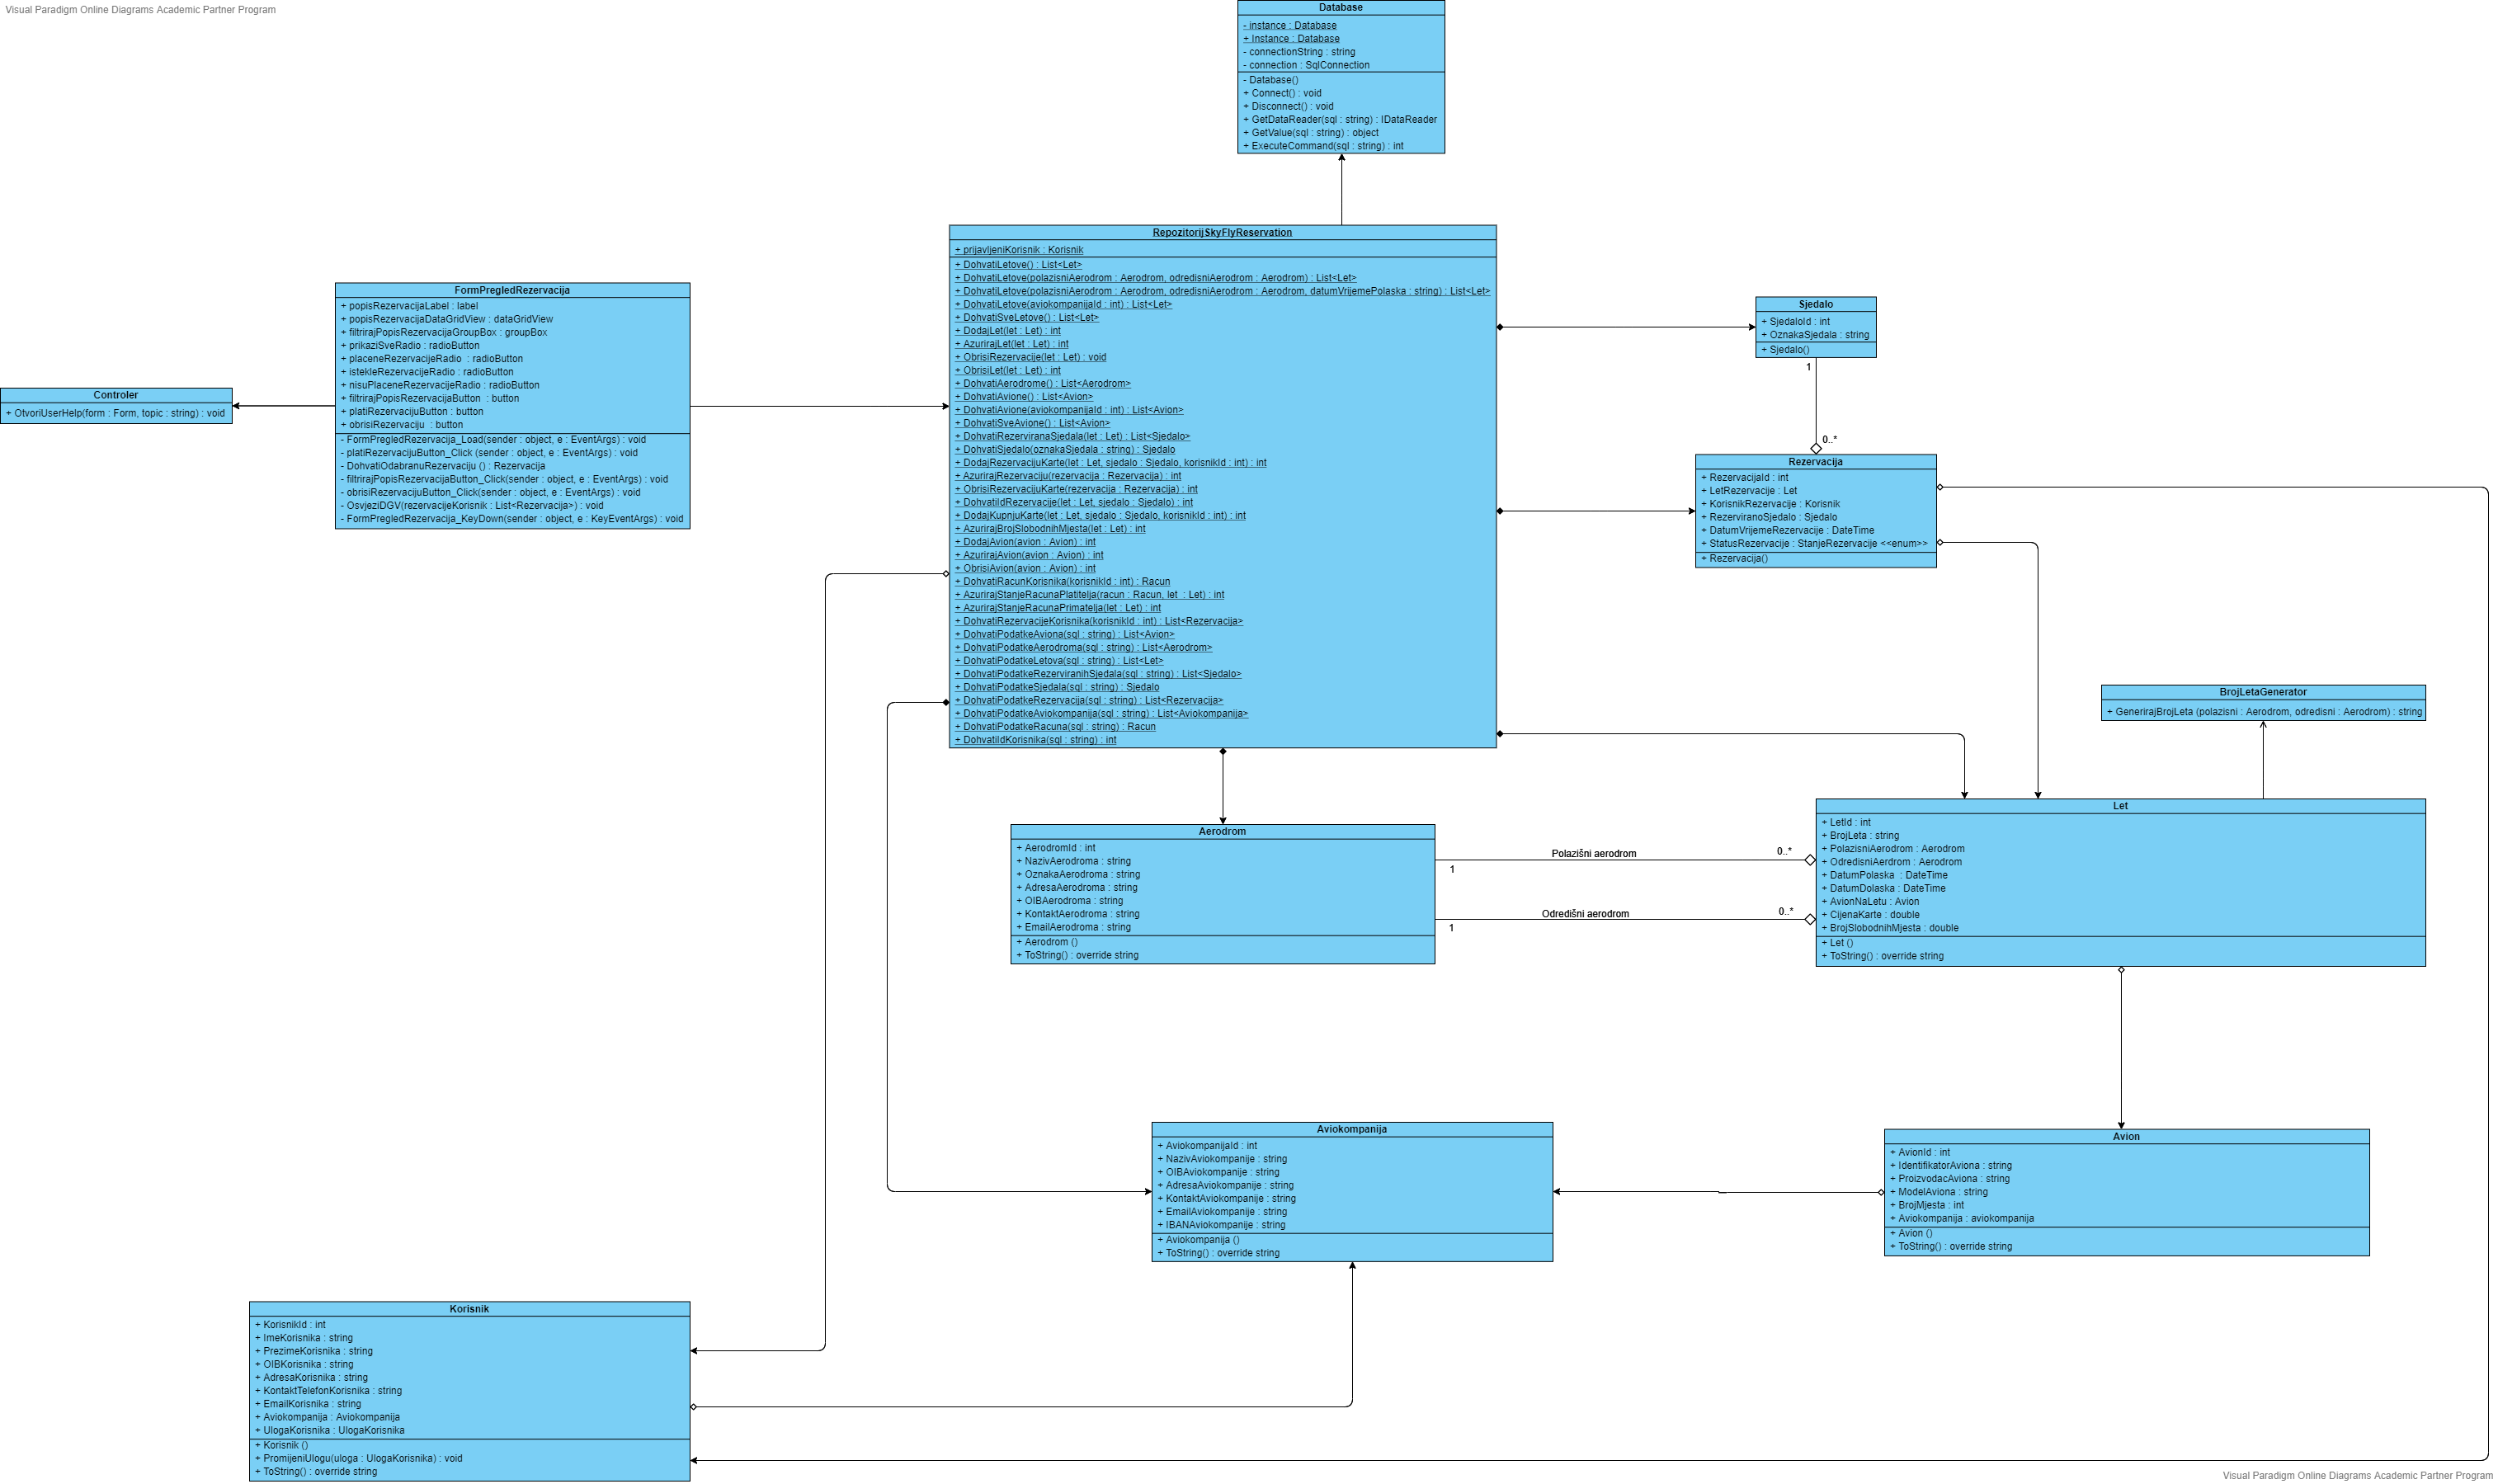 Visual Paradigm Online Diagrams Academic Partner Program
Database
- instance : Database
+ Instance : Database
- connectionString : string
- connection : SqlConnection
- Database()
+ Connect() : void
+ Disconnect() : void
+ GetDataReader(sql : string) : IDataReader
+ GetValue(sql : string) : object
+ ExecuteCommand(sql : string) : int
RepozitorijSkyFlyReservation
+ prijavljeniKorisnik : Korisnik
+ DohvatiLetove() : List<Let>
+ DohvatiLetove(polazisniAerodrom : Aerodrom, odredisniAerodrom : Aerodrom) : List<Let>
+ DohvatiLetove(polazisniAerodrom : Aerodrom, odredisniAerodrom : Aerodrom, datumVrijemePolaska : string) : List<Let>
+ DohvatiLetove(aviokompanijaId : int) : List<Let>
+ DohvatiSveLetove() : List<Let>
+ DodajLet(let : Let) : int
+ AzurirajLet(let : Let) : int
+ ObrisiRezervacije(let : Let) : void
+ ObrisiLet(let : Let) : int
+ DohvatiAerodrome() : List<Aerodrom>
+ DohvatiAvione() : List<Avion>
+ DohvatiAvione(aviokompanijaId : int) : List<Avion>
+ DohvatiSveAvione() : List<Avion>
+ DohvatiRezerviranaSjedala(let : Let) : List<Sjedalo>
+ DohvatiSjedalo(oznakaSjedala : string) : Sjedalo
+ DodajRezervacijuKarte(let : Let, sjedalo : Sjedalo, korisnikId : int) : int
+ AzurirajRezervaciju(rezervacija : Rezervacija) : int
+ ObrisiRezervacijuKarte(rezervacija : Rezervacija) : int
+ DohvatiIdRezervacije(let : Let, sjedalo : Sjedalo) : int
+ DodajKupnjuKarte(let : Let, sjedalo : Sjedalo, korisnikId : int) : int
+ AzurirajBrojSlobodnihMjesta(let : Let) : int
+ DodajAvion(avion : Avion) : int
+ AzurirajAvion(avion : Avion) : int
+ ObrisiAvion(avion : Avion) : int
+ DohvatiRacunKorisnika(korisnikId : int) : Racun
+ AzurirajStanjeRacunaPlatitelja(racun : Racun, let : Let) : int
+ AzurirajStanjeRacunaPrimatelja(let : Let) : int
+ DohvatiRezervacijeKorisnika(korisnikId : int) : List<Rezervacija>
+ DohvatiPodatkeAviona(sql : string) : List<Avion>
+ DohvatiPodatkeAerodroma(sql : string) : List<Aerodrom>
+ DohvatiPodatkeLetova(sql : string) : List<Let>
+ DohvatiPodatkeRezerviranihSjedala(sql : string) : List<Sjedalo>
+ DohvatiPodatkeSjedala(sql : string) : Sjedalo
+ DohvatiPodatkeRezervacija(sql : string) : List<Rezervacija>
+ DohvatiPodatkeAviokompanija(sql : string) : List<Aviokompanija>
+ DohvatiPodatkeRacuna(sql : string) : Racun
+ DohvatiIdKorisnika(sql : string) : int
FormPregledRezervacija
+ popisRezervacijaLabel : label
+ popisRezervacijaDataGridView : dataGridView
+ filtrirajPopisRezervacijaGroupBox : groupBox
+ prikaziSveRadio : radioButton
+ placeneRezervacijeRadio : radioButton
+ istekleRezervacijeRadio : radioButton
+ nisuPlaceneRezervacijeRadio : radioButton
+ filtrirajPopisRezervacijaButton : button
+ platiRezervacijuButton : button
+ obrisiRezervaciju : button
- FormPregledRezervacija_Load(sender : object, e : EventArgs) : void
- platiRezervacijuButton_Click (sender : object, e : EventArgs) : void
- DohvatiOdabranuRezervaciju () : Rezervacija
- filtrirajPopisRezervacijaButton_Click(sender : object, e : EventArgs) : void
- obrisiRezervacijuButton_Click(sender : object, e : EventArgs) : void
- OsvjeziDGV(rezervacijeKorisnik : List<Rezervacija>) : void
- FormPregledRezervacija_KeyDown(sender : object, e : KeyEventArgs) : void
Controler
+ OtvoriUserHelp(form : Form, topic : string) : void
Sjedalo
+ SjedaloId : int
+ OznakaSjedala : string
+ Sjedalo()
1
0..*
Rezervacija
+ RezervacijaId : int
+ LetRezervacije : Let
+ KorisnikRezervacije : Korisnik
+ RezerviranoSjedalo : Sjedalo
+ DatumVrijemeRezervacije : DateTime
+ StatusRezervacije : StanjeRezervacije <<enum>>
+ Rezervacija()
BrojLetaGenerator
+ GenerirajBrojLeta (polazisni : Aerodrom, odredisni : Aerodrom) : string
Let
+ LetId : int
+ BrojLeta : string
+ PolazisniAerodrom : Aerodrom
+ OdredisniAerdrom : Aerodrom
+ DatumPolaska : DateTime
+ DatumDolaska : DateTime
+ AvionNaLetu : Avion
+ CijenaKarte : double
+ BrojSlobodnihMjesta : double
+ Let ()
+ ToString() : override string
Aerodrom
+ AerodromId : int
+ NazivAerodroma : string
+ OznakaAerodroma : string
+ AdresaAerodroma : string
+ OIBAerodroma : string
+ KontaktAerodroma : string
+ EmailAerodroma : string
+ Aerodrom ()
+ ToString() : override string
Polazišni aerodrom
1
0..*
Odredišni aerodrom
1
0..*
Aviokompanija
+ AviokompanijaId : int
+ NazivAviokompanije : string
+ OIBAviokompanije : string
+ AdresaAviokompanije : string
+ KontaktAviokompanije : string
+ EmailAviokompanije : string
+ IBANAviokompanije : string
+ Aviokompanija ()
+ ToString() : override string
Avion
+ AvionId : int
+ IdentifikatorAviona : string
+ ProizvodacAviona : string
+ ModelAviona : string
+ BrojMjesta : int
+ Aviokompanija : aviokompanija
+ Avion ()
+ ToString() : override string
Korisnik
+ KorisnikId : int
+ ImeKorisnika : string
+ PrezimeKorisnika : string
+ OIBKorisnika : string
+ AdresaKorisnika : string
+ KontaktTelefonKorisnika : string
+ EmailKorisnika : string
+ Aviokompanija : Aviokompanija
+ UlogaKorisnika : UlogaKorisnika
+ Korisnik ()
+ PromijeniUlogu(uloga : UlogaKorisnika) : void
+ ToString() : override string
Visual Paradigm Online Diagrams Academic Partner Program